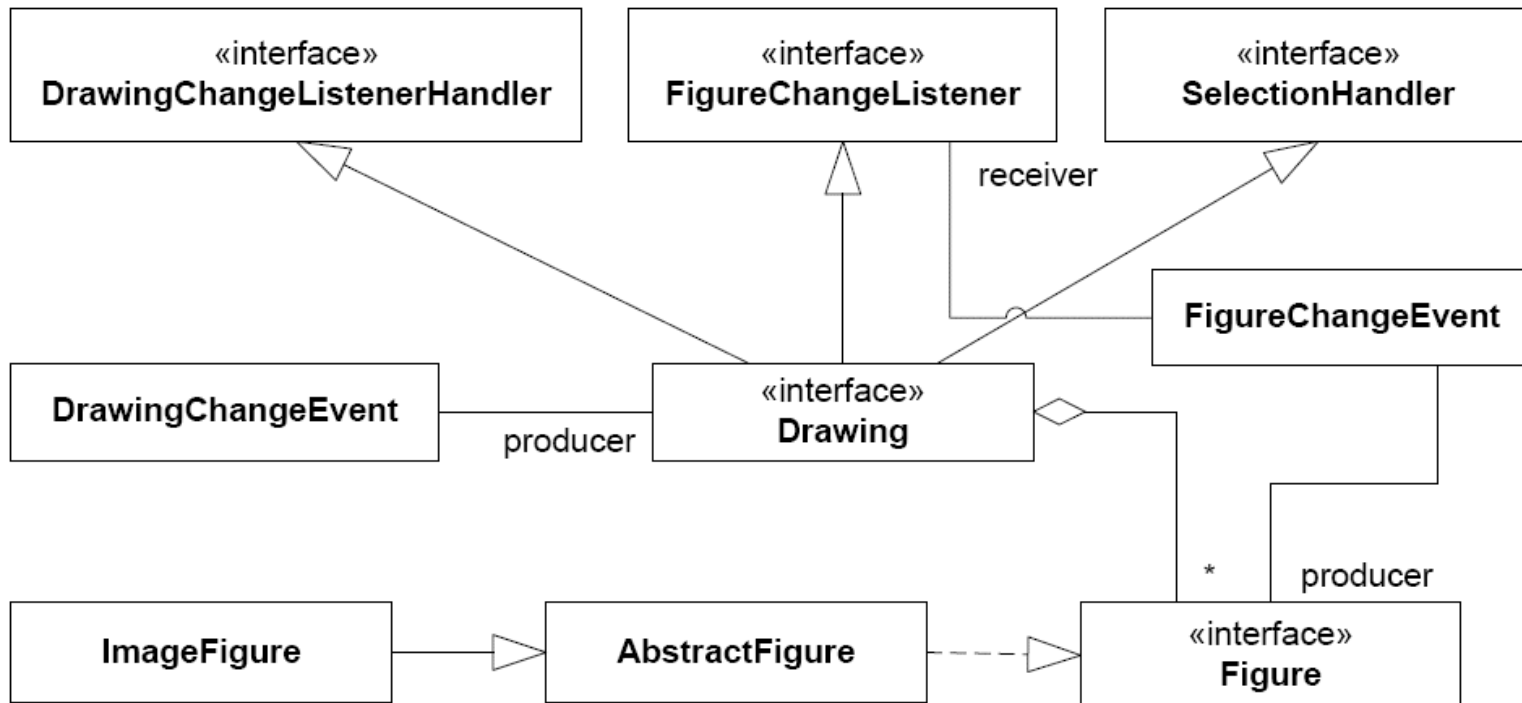 «interface»
DrawingChangeListenerHandler
«interface»
FigureChangeListener
«interface»
SelectionHandler
receiver
FigureChangeEvent
DrawingChangeEvent
producer
«interface»
Drawing
*
producer
ImageFigure
AbstractFigure
«interface»
Figure